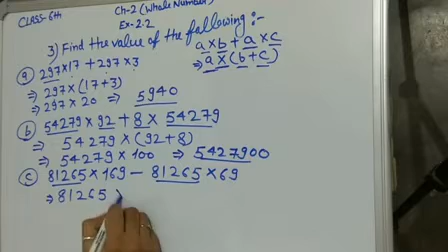 CLASS-6th
Ch-2 (Whole Number)
Ex-2.2
3) Find the value of the following :-
a×b + a×c
⇒ a×(b+c)
(a) 297×17 + 297×3
⇒ 297×(17+3)
⇒ 297×20 ⇒ 5940
(b) 54279×92 + 8×54279
⇒ 54279×(92+8)
⇒ 54279×100 ⇒ 5427900
(c) 81265×169 − 81265×69
⇒ 81265